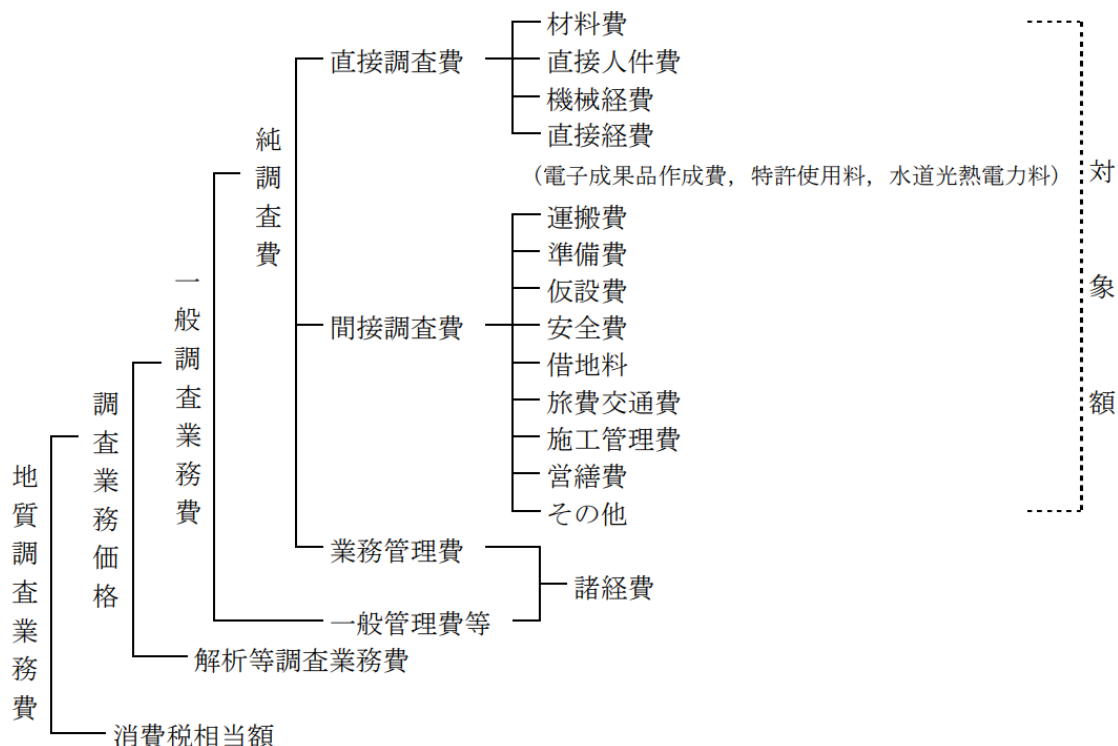 地質調査業務費
調査業務価格
一般調査業務費
純調査費
直接調査費
材料費
直接人件費
機械経費
直接経費
（電子成果品作成費，特許使用料，水道光熱電力料）
間接調査費
運搬費
準備費
仮設費
安全費
借地料
旅費交通費
施工管理費
営繕費
その他
業務管理費
一般管理費等
諸経費
解析等調査業務費
消費税相当額
対象額